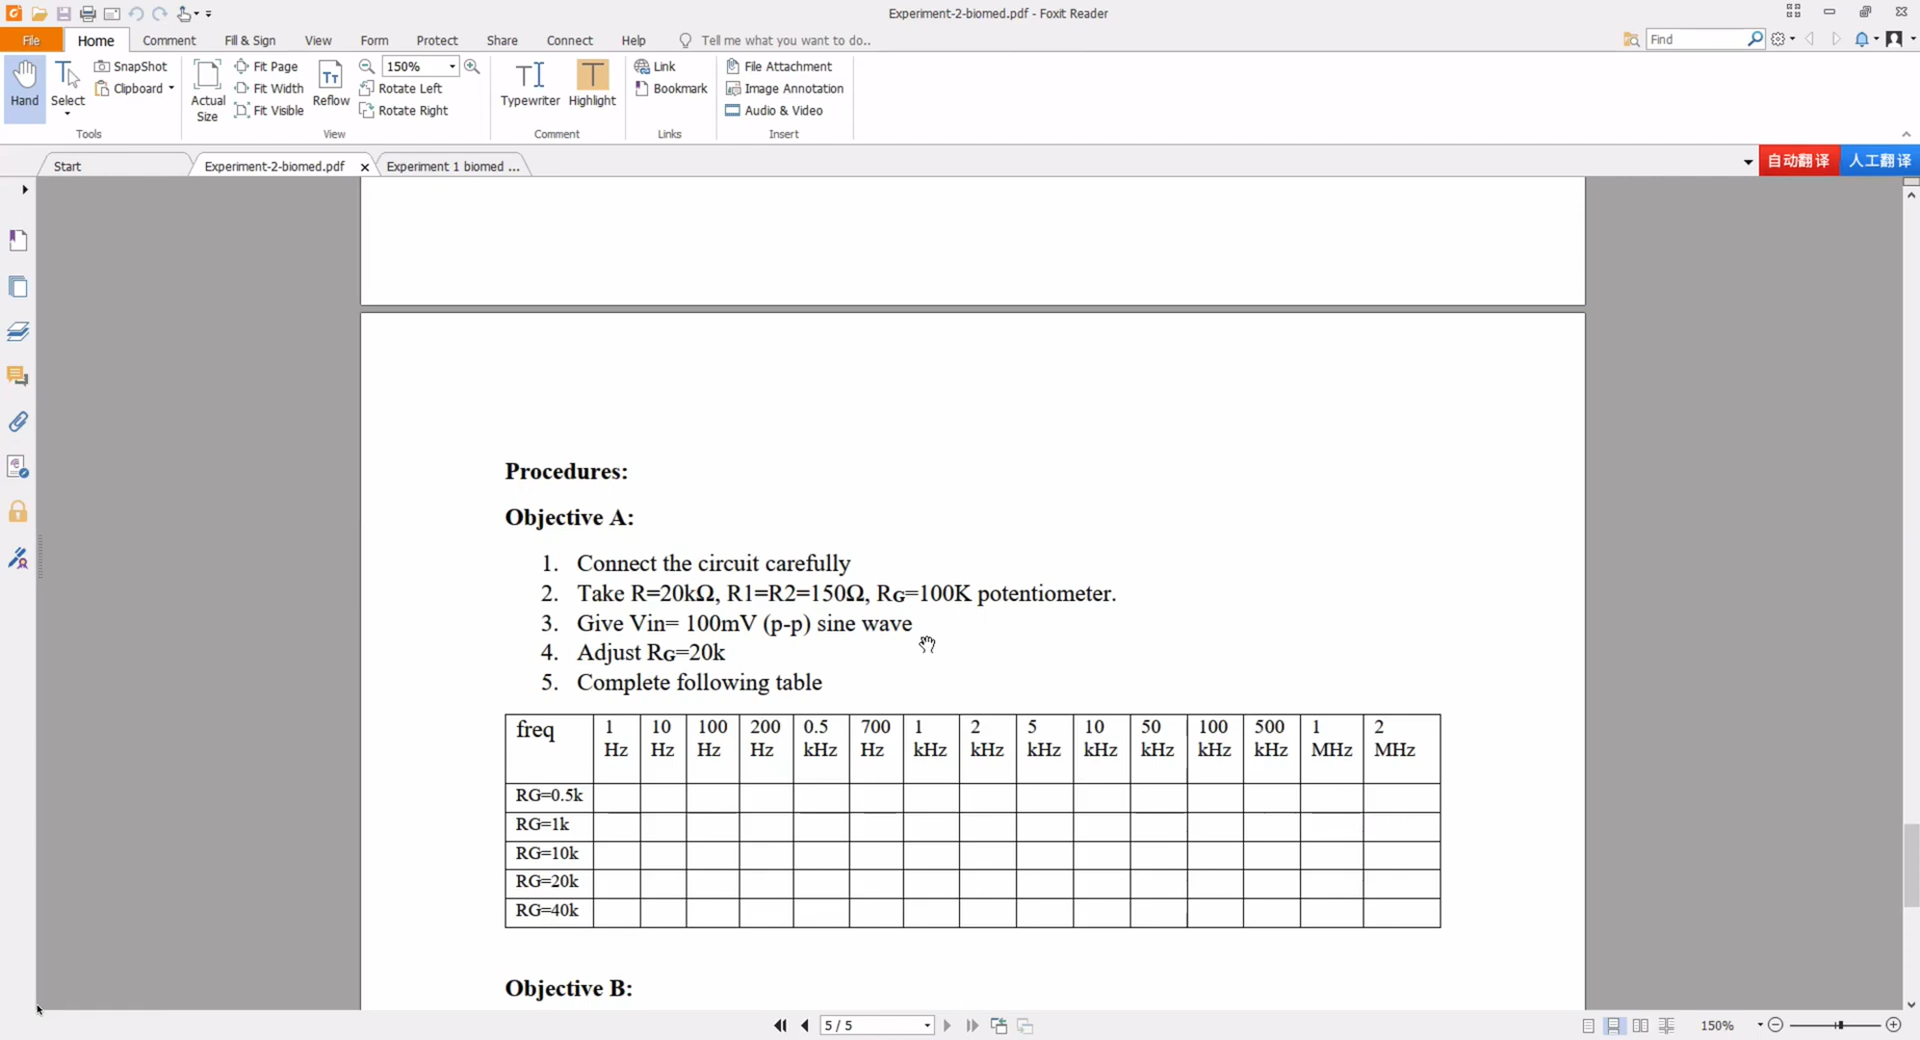 Experiment-2-biomed.pdf - Foxit Reader
File Home Comment Fill & Sign View Form Protect Share Connect Help Tell me what you want to do.. Find
Hand
Select
SnapShot
Clipboard
Tools
Actual
Size
Fit Page
Fit Width
Fit Visible
Reflow
150%
Rotate Left
Rotate Right
View
Typewriter
Highlight
Comment
Link
Bookmark
Links
File Attachment
Image Annotation
Audio & Video
Insert
Start Experiment-2-biomed.pdf Experiment 1 biomed ... 自动翻译 人工翻译
Procedures:
Objective A:
1. Connect the circuit carefully
2. Take R=20kΩ, R1=R2=150Ω, RG=100K potentiometer.
3. Give Vin= 100mV (p-p) sine wave
4. Adjust RG=20k
5. Complete following table
freq 1 Hz 10 Hz 100 Hz 200 Hz 0.5 kHz 700 Hz 1 kHz 2 kHz 5 kHz 10 kHz 50 kHz 100 kHz 500 kHz 1 MHz 2 MHz
RG=0.5k
RG=1k
RG=10k
RG=20k
RG=40k
Objective B:
5 / 5 150%